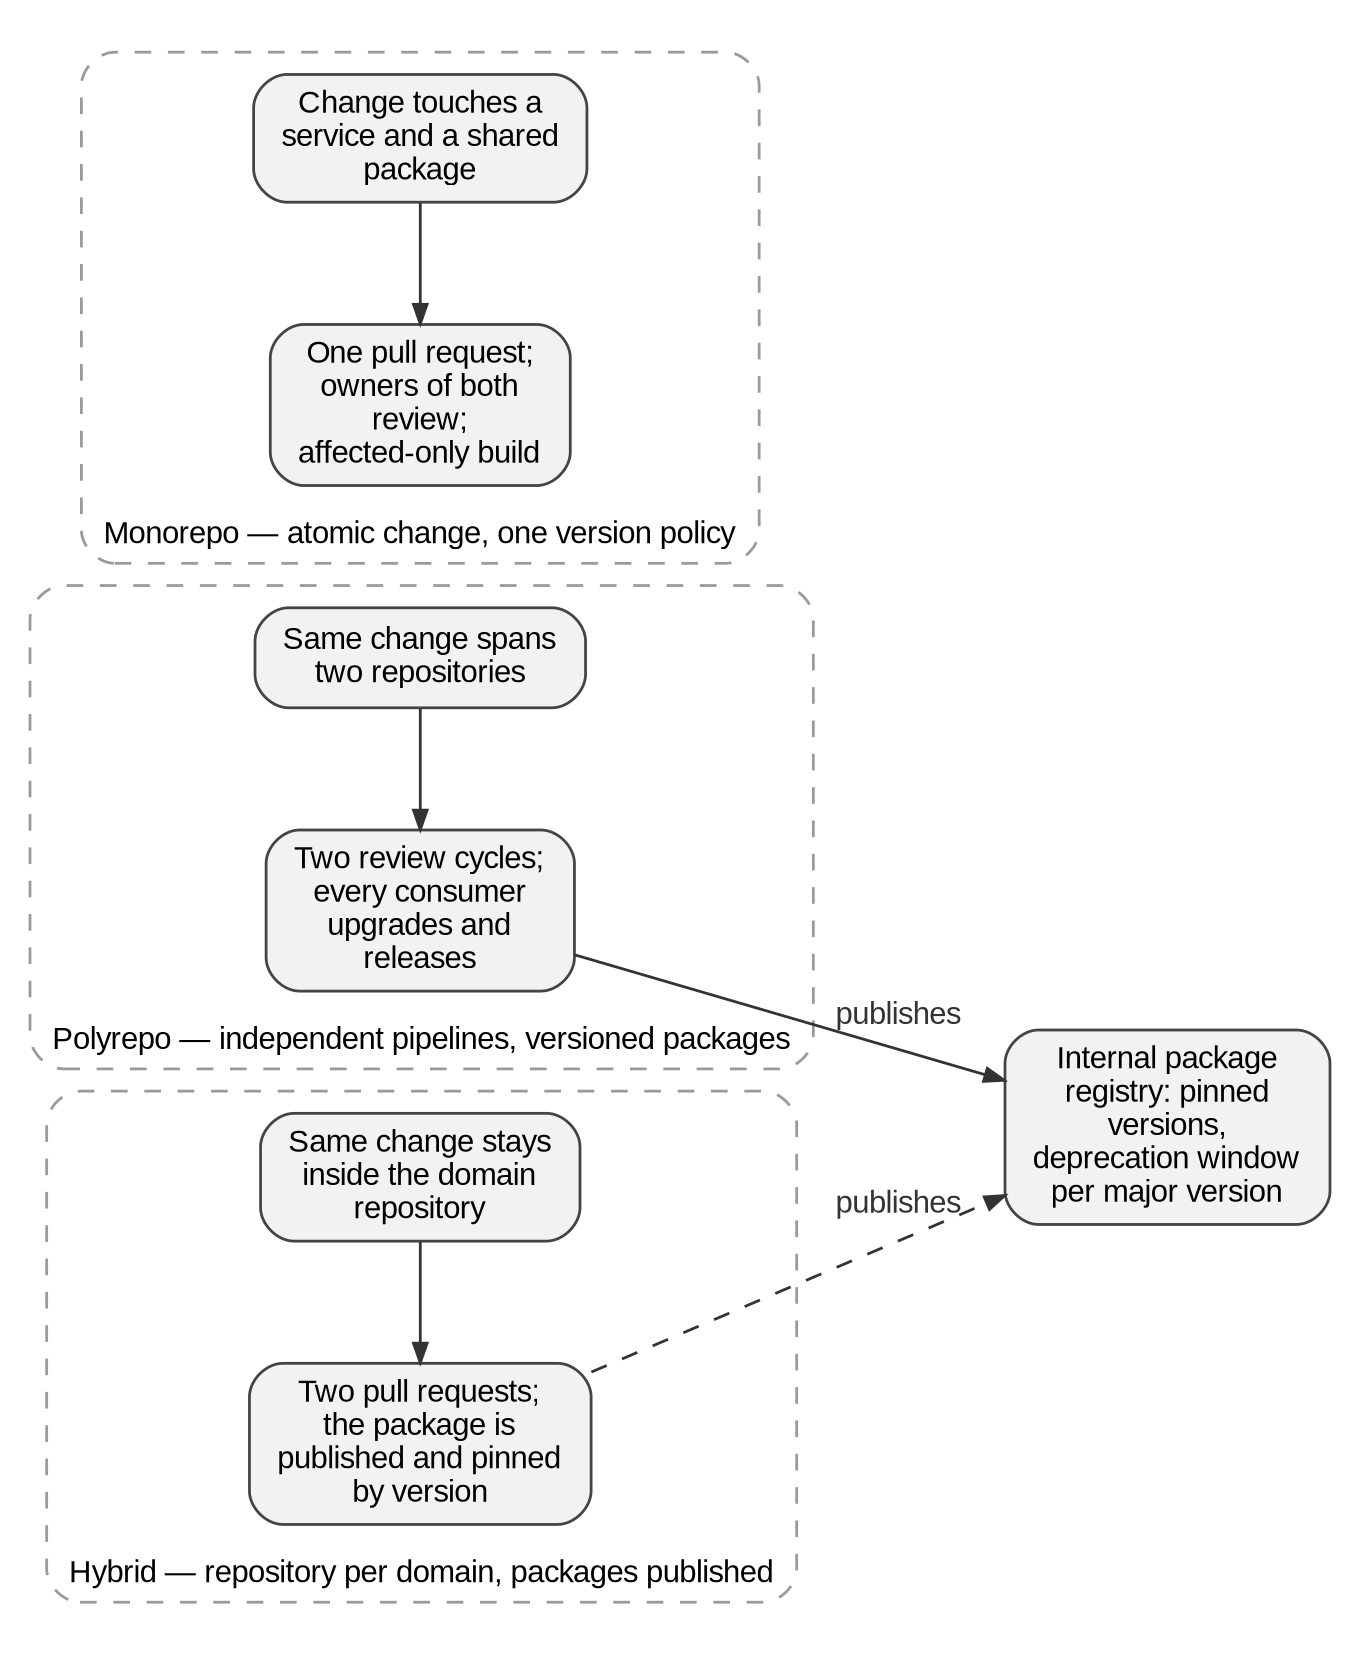 Change touches a
service and a shared
package
One pull request;
owners of both
review;
affected-only build
Monorepo — atomic change, one version policy
Same change spans
two repositories
Two review cycles;
every consumer
upgrades and
releases
publishes
Polyrepo — independent pipelines, versioned packages
Internal package
registry: pinned
versions,
deprecation window
per major version
Same change stays
inside the domain
repository
publishes
Two pull requests;
the package is
published and pinned
by version
Hybrid — repository per domain, packages published